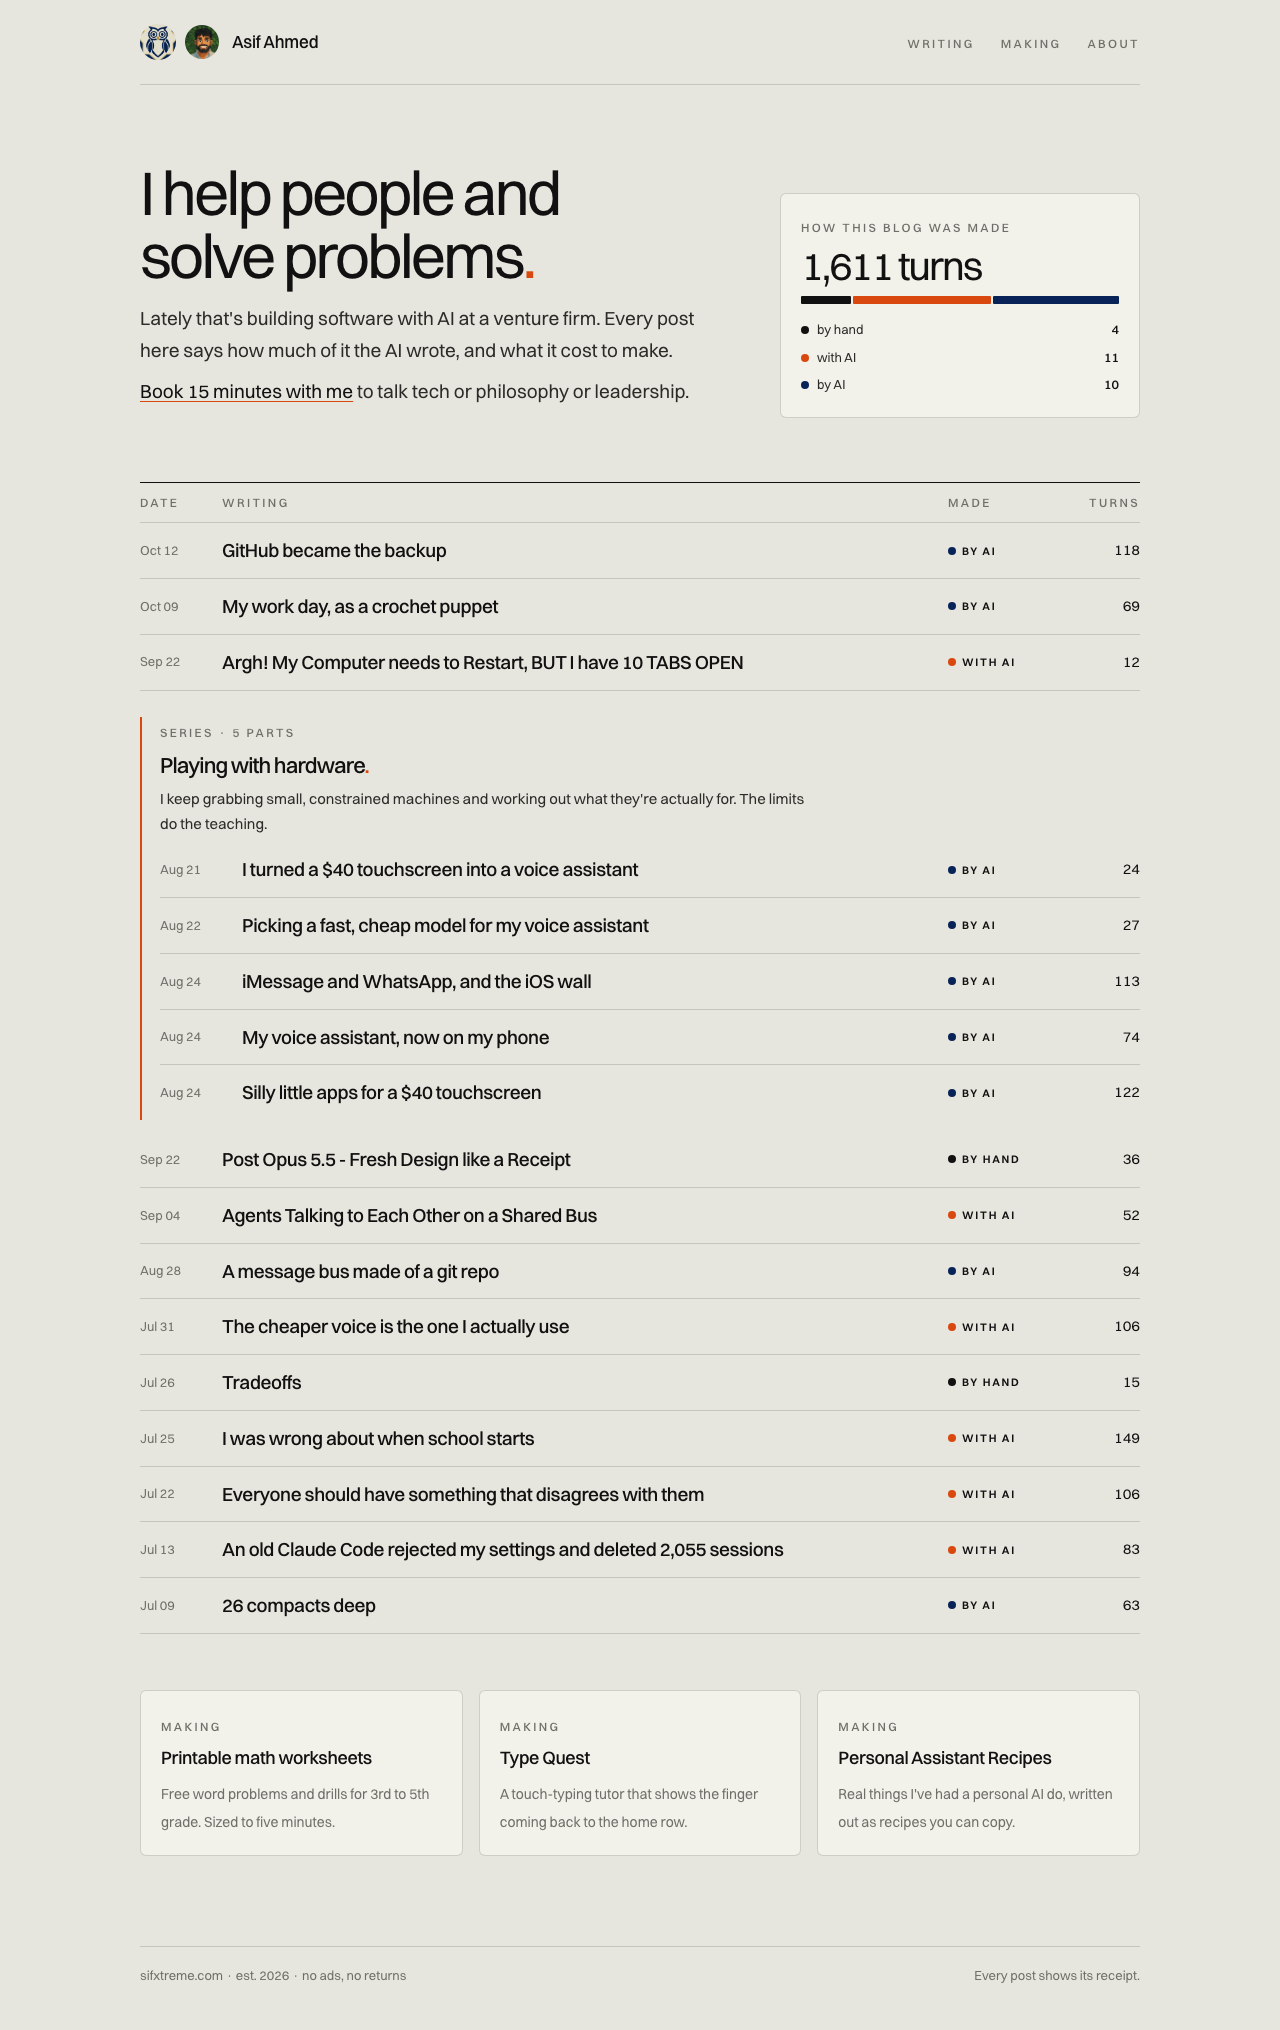 Asif Ahmed
WRITING MAKING ABOUT
I help people and
solve problems.
Lately that's building software with AI at a venture firm. Every post
here says how much of it the AI wrote, and what it cost to make.
Book 15 minutes with me to talk tech or philosophy or leadership.
HOW THIS BLOG WAS MADE
1,611 turns
by hand 4
with AI 11
by AI 10
DATE WRITING MADE TURNS
Oct 12 GitHub became the backup BY AI 118
Oct 09 My work day, as a crochet puppet BY AI 69
Sep 22 Argh! My Computer needs to Restart, BUT I have 10 TABS OPEN WITH AI 12
SERIES · 5 PARTS
Playing with hardware.
I keep grabbing small, constrained machines and working out what they're actually for. The limits
do the teaching.
Aug 21 I turned a $40 touchscreen into a voice assistant BY AI 24
Aug 22 Picking a fast, cheap model for my voice assistant BY AI 27
Aug 24 iMessage and WhatsApp, and the iOS wall BY AI 113
Aug 24 My voice assistant, now on my phone BY AI 74
Aug 24 Silly little apps for a $40 touchscreen BY AI 122
Sep 22 Post Opus 5.5 - Fresh Design like a Receipt BY HAND 36
Sep 04 Agents Talking to Each Other on a Shared Bus WITH AI 52
Aug 28 A message bus made of a git repo BY AI 94
Jul 31 The cheaper voice is the one I actually use WITH AI 106
Jul 26 Tradeoffs BY HAND 15
Jul 25 I was wrong about when school starts WITH AI 149
Jul 22 Everyone should have something that disagrees with them WITH AI 106
Jul 13 An old Claude Code rejected my settings and deleted 2,055 sessions WITH AI 83
Jul 09 26 compacts deep BY AI 63
MAKING
Printable math worksheets
Free word problems and drills for 3rd to 5th
grade. Sized to five minutes.
MAKING
Type Quest
A touch-typing tutor that shows the finger
coming back to the home row.
MAKING
Personal Assistant Recipes
Real things I've had a personal AI do, written
out as recipes you can copy.
sifxtreme.com · est. 2026 · no ads, no returns
Every post shows its receipt.